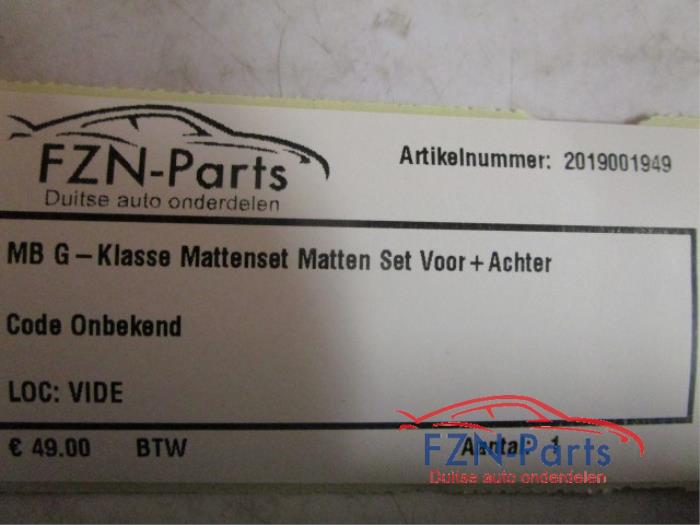 FZN-Parts
Duitse auto onderdelen
Artikelnummer: 2019001949
MB G-Klasse Mattenset Matten Set Voor+Achter
Code Onbekend
LOC: VIDE
€ 49.00 BTW Aantal: 1
FZN-Parts
Duitse auto onderdelen